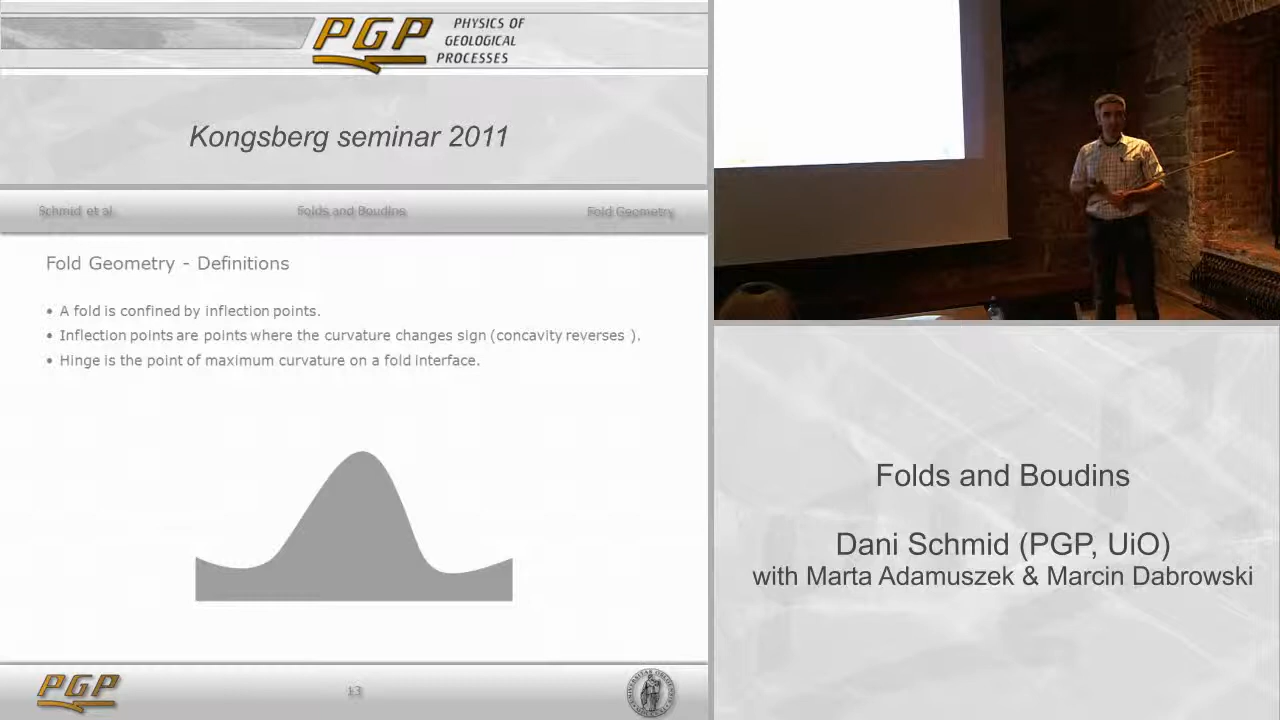 PGP
PHYSICS OF
GEOLOGICAL
PROCESSES
Kongsberg seminar 2011
Schmid et al
Folds and Boudins
Fold Geometry
Fold Geometry - Definitions
• A fold is confined by inflection points.
• Inflection points are points where the curvature changes sign (concavity reverses ).
• Hinge is the point of maximum curvature on a fold interface.
PGP
13
Folds and Boudins
Dani Schmid (PGP, UiO)
with Marta Adamuszek & Marcin Dabrowski